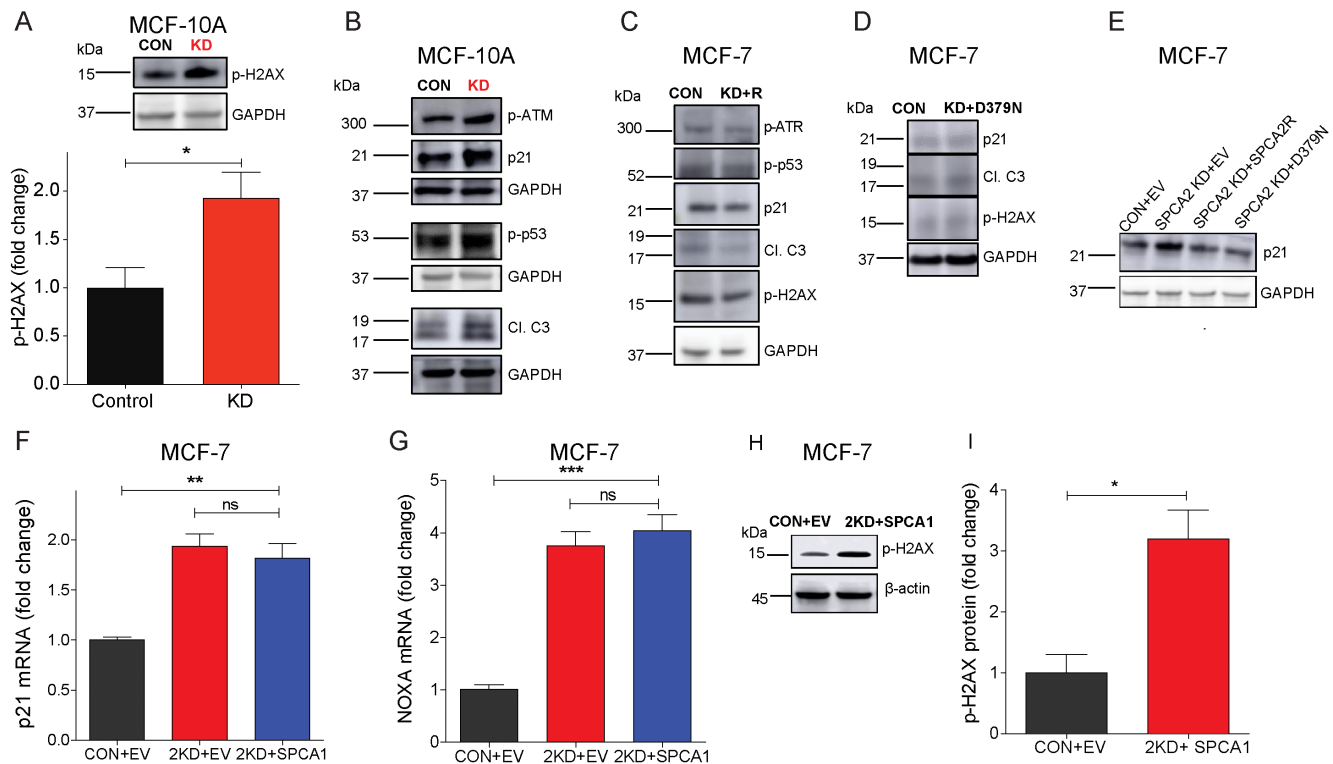 A
MCF-10A
kDa
CON KD
15
p-H2AX
37
GAPDH
p-H2AX (fold change)
*
2.0
1.5
1.0
0.5
0.0
Control KD
B
MCF-10A
kDa
CON KD
300
p-ATM
21
p21
37
GAPDH
53
p-p53
37
GAPDH
19
17
Cl. C3
37
GAPDH
C
MCF-7
kDa
CON KD+R
300
p-ATR
52
p-p53
21
p21
19
17
Cl. C3
15
p-H2AX
37
GAPDH
D
MCF-7
kDa
CON KD+D379N
21
p21
19
17
Cl. C3
15
p-H2AX
37
GAPDH
E
MCF-7
CON+EV
SPCA2 KD+EV
SPCA2 KD+SPCA2R
SPCA2 KD+D379N
21
p21
37
GAPDH
F
MCF-7
p21 mRNA (fold change)
**
ns
2.0
1.5
1.0
0.5
0.0
CON+EV 2KD+EV 2KD+SPCA1
G
MCF-7
NOXA mRNA (fold change)
***
ns
5
4
4
2
1
0
CON+EV 2KD+EV 2KD+SPCA1
H
MCF-7
CON+EV 2KD+SPCA1
kDa
15
p-H2AX
45
β-actin
I
p-H2AX protein (fold change)
*
4
3
2
1
0
CON+EV 2KD+ SPCA1